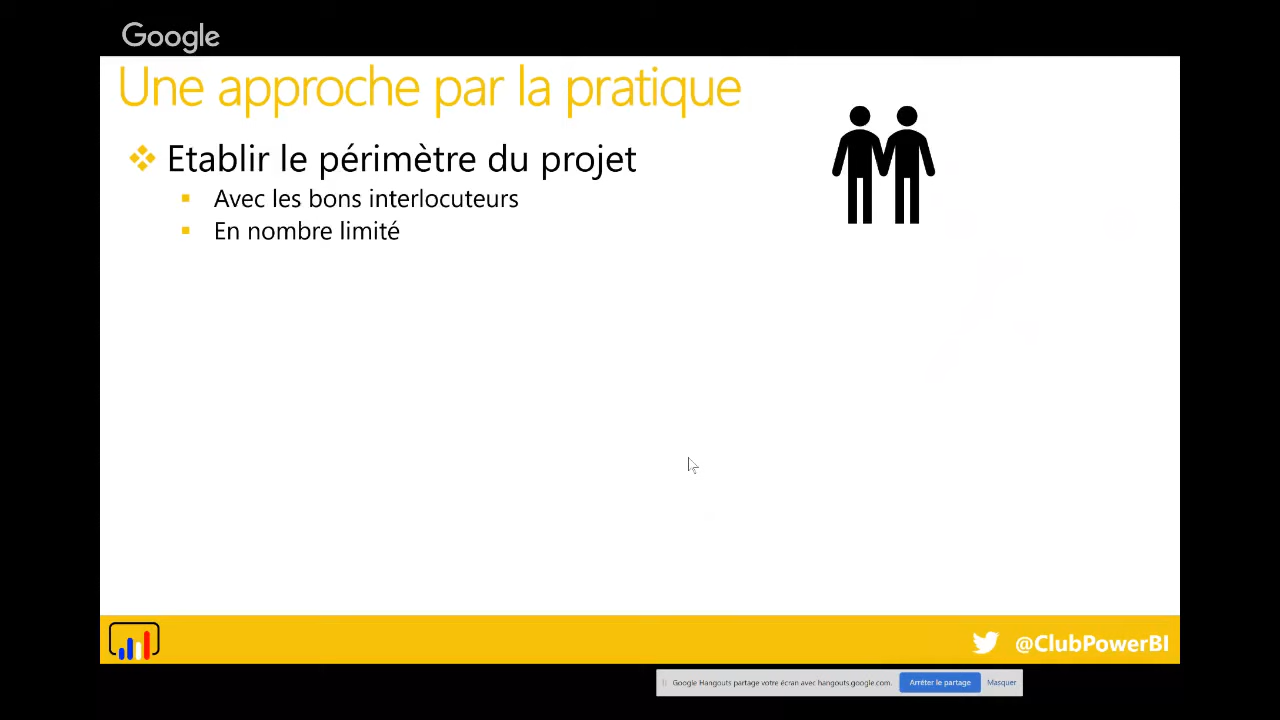 Google
Une approche par la pratique
Etablir le périmètre du projet
Avec les bons interlocuteurs
En nombre limité
@ClubPowerBI
Google Hangouts partage votre écran avec hangouts.google.com.
Arrêter le partage
Masquer